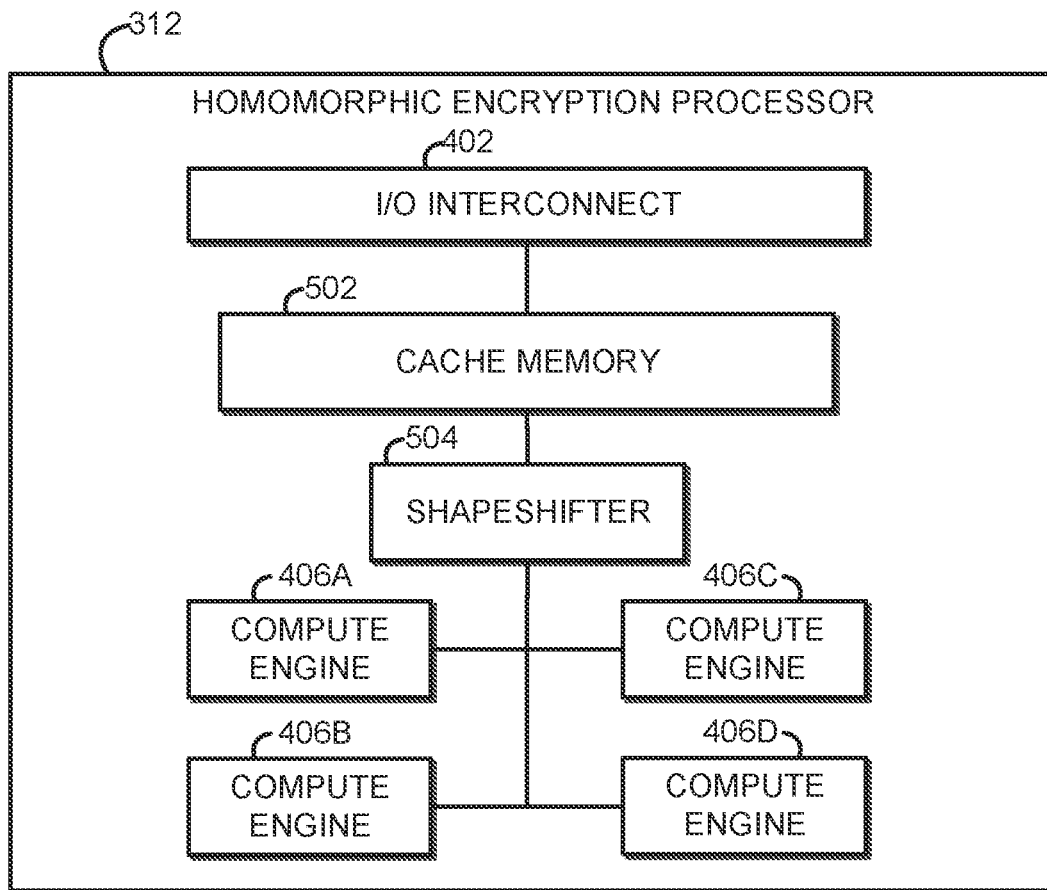 312
HOMOMORPHIC ENCRYPTION PROCESSOR
402
I/O INTERCONNECT
502
CACHE MEMORY
504
SHAPESHIFTER
406A
COMPUTE
ENGINE
406C
COMPUTE
ENGINE
406B
COMPUTE
ENGINE
406D
COMPUTE
ENGINE